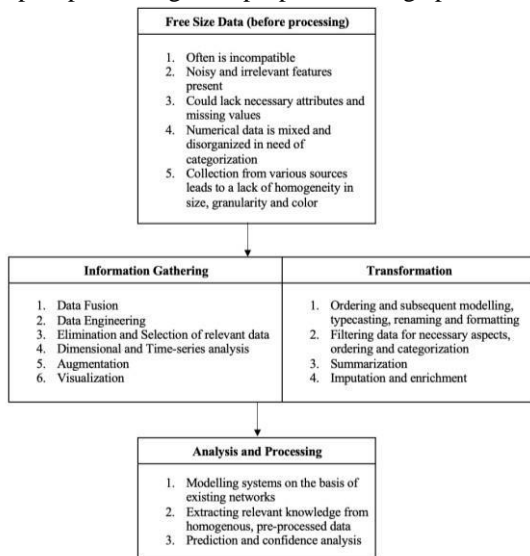 Free Size Data (before processing)
1. Often is incompatible
2. Noisy and irrelevant features
present
3. Could lack necessary attributes and
missing values
4. Numerical data is mixed and
disorganized in need of
categorization
5. Collection from various sources
leads to a lack of homogeneity in
size, granularity and color
Information Gathering
1. Data Fusion
2. Data Engineering
3. Elimination and Selection of relevant data
4. Dimensional and Time-series analysis
5. Augmentation
6. Visualization
Transformation
1. Ordering and subsequent modelling,
typecasting, renaming and formatting
2. Filtering data for necessary aspects,
ordering and categorization
3. Summarization
4. Imputation and enrichment
Analysis and Processing
1. Modelling systems on the basis of
existing networks
2. Extracting relevant knowledge from
homogenous, pre-processed data
3. Prediction and confidence analysis